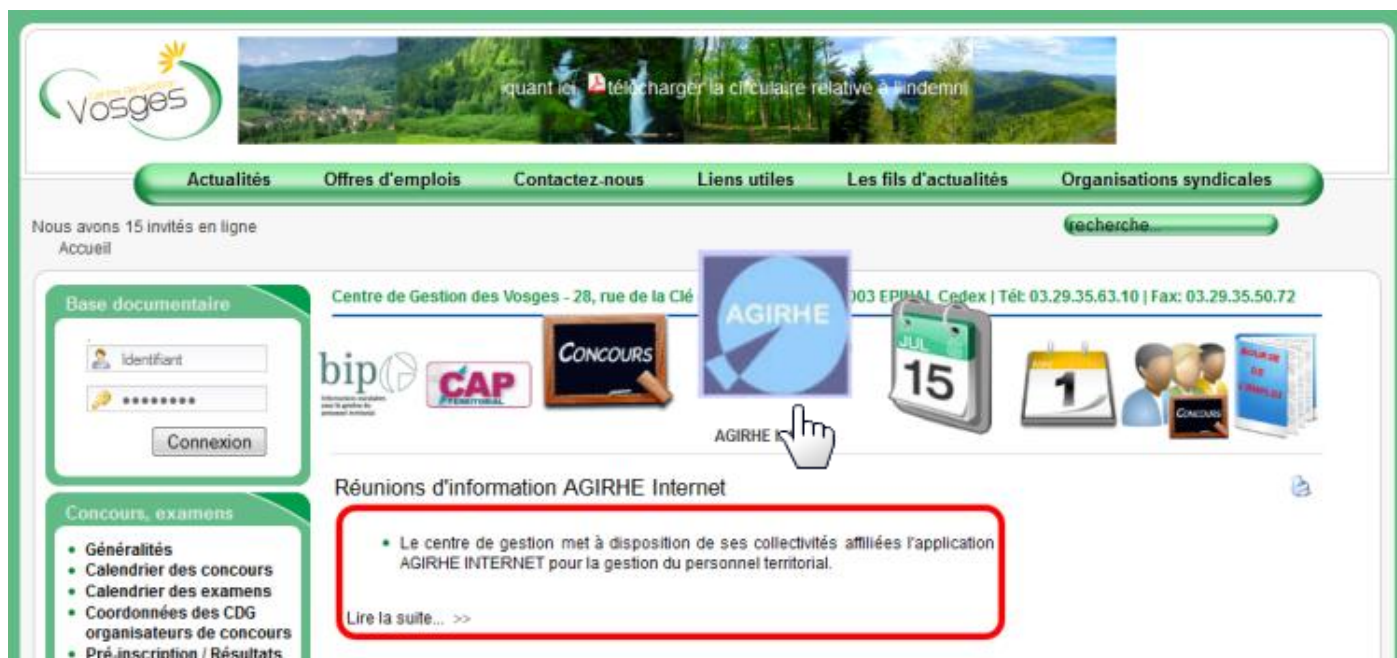 Vosges
iquant ici, télécharger la circulaire relative à l'indemni
Actualités Offres d'emplois Contactez-nous Liens utiles Les fils d'actualités Organisations syndicales
Nous avons 15 invités en ligne
recherche...
Accueil
Base documentaire
Identifiant
Connexion
Centre de Gestion des Vosges - 28, rue de la Clé 003 EPINAL Cedex | Tél: 03.29.35.63.10 | Fax: 03.29.35.50.72
bip
CAP
TERRITORIAL
CONCOURS
AGIRHE
JUL
15
1
CONCOURS
AGIRHE
Réunions d'information AGIRHE Internet
• Le centre de gestion met à disposition de ses collectivités affiliées l'application
AGIRHE INTERNET pour la gestion du personnel territorial.
Lire la suite... >>
Concours, examens
• Généralités
• Calendrier des concours
• Calendrier des examens
• Coordonnées des CDG
organisateurs de concours
• Pré-inscription / Résultats